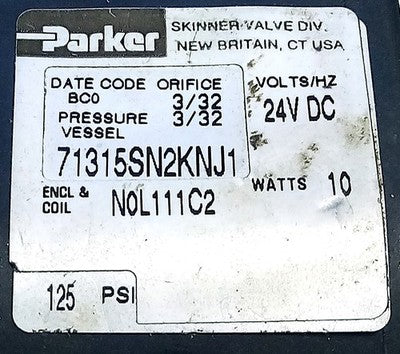 Parker
SKINNER VALVE DIV.
NEW BRITAIN, CT USA
DATE CODE ORIFICE
BC0 3/32
PRESSURE 3/32
VESSEL
71315SN2KNJ1
VOLTS/HZ
24V DC
ENCL &
COIL
N0L111C2
WATTS 10
125 PSI